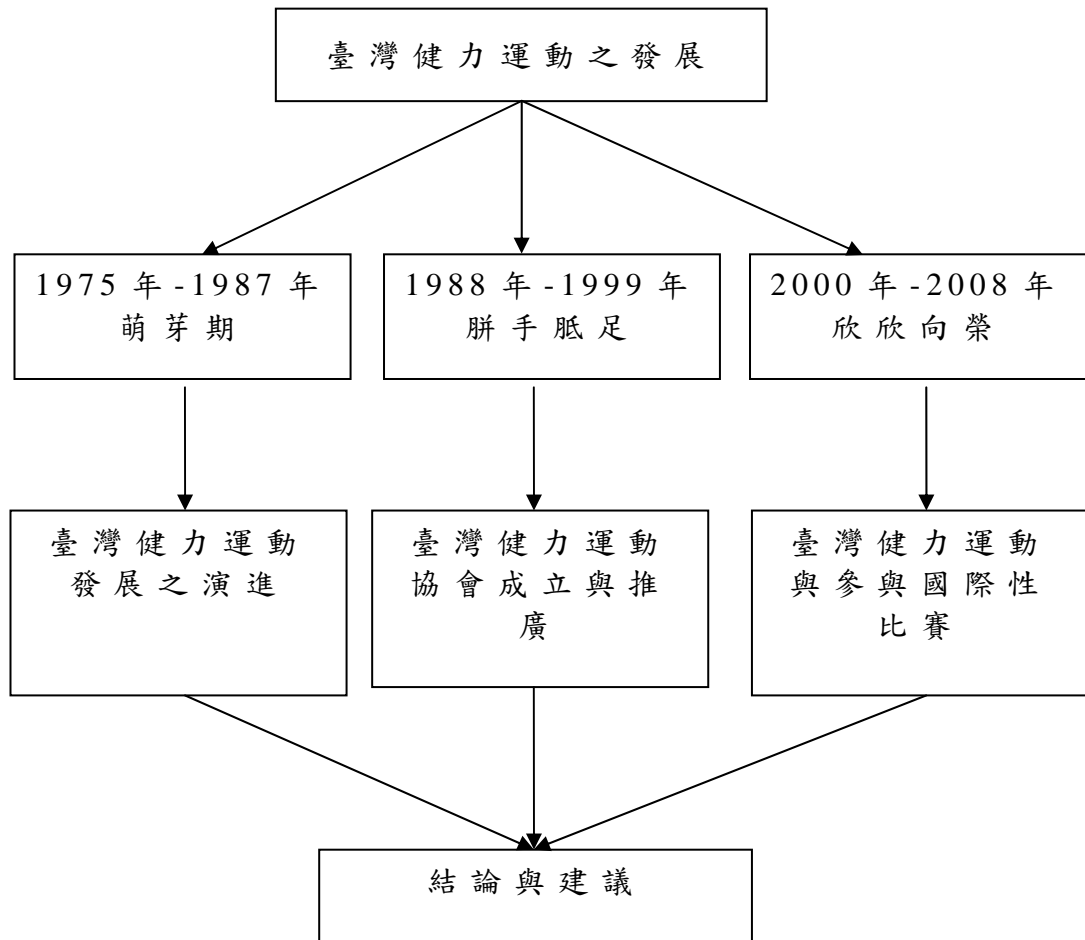 臺灣健力運動之發展
1975年-1987年
萌芽期
1988年-1999年
胼手胝足
2000年-2008年
欣欣向榮
臺灣健力運動
發展之演進
臺灣健力運動
協會成立與推
廣
臺灣健力運動
與參與國際性
比賽
結論與建議